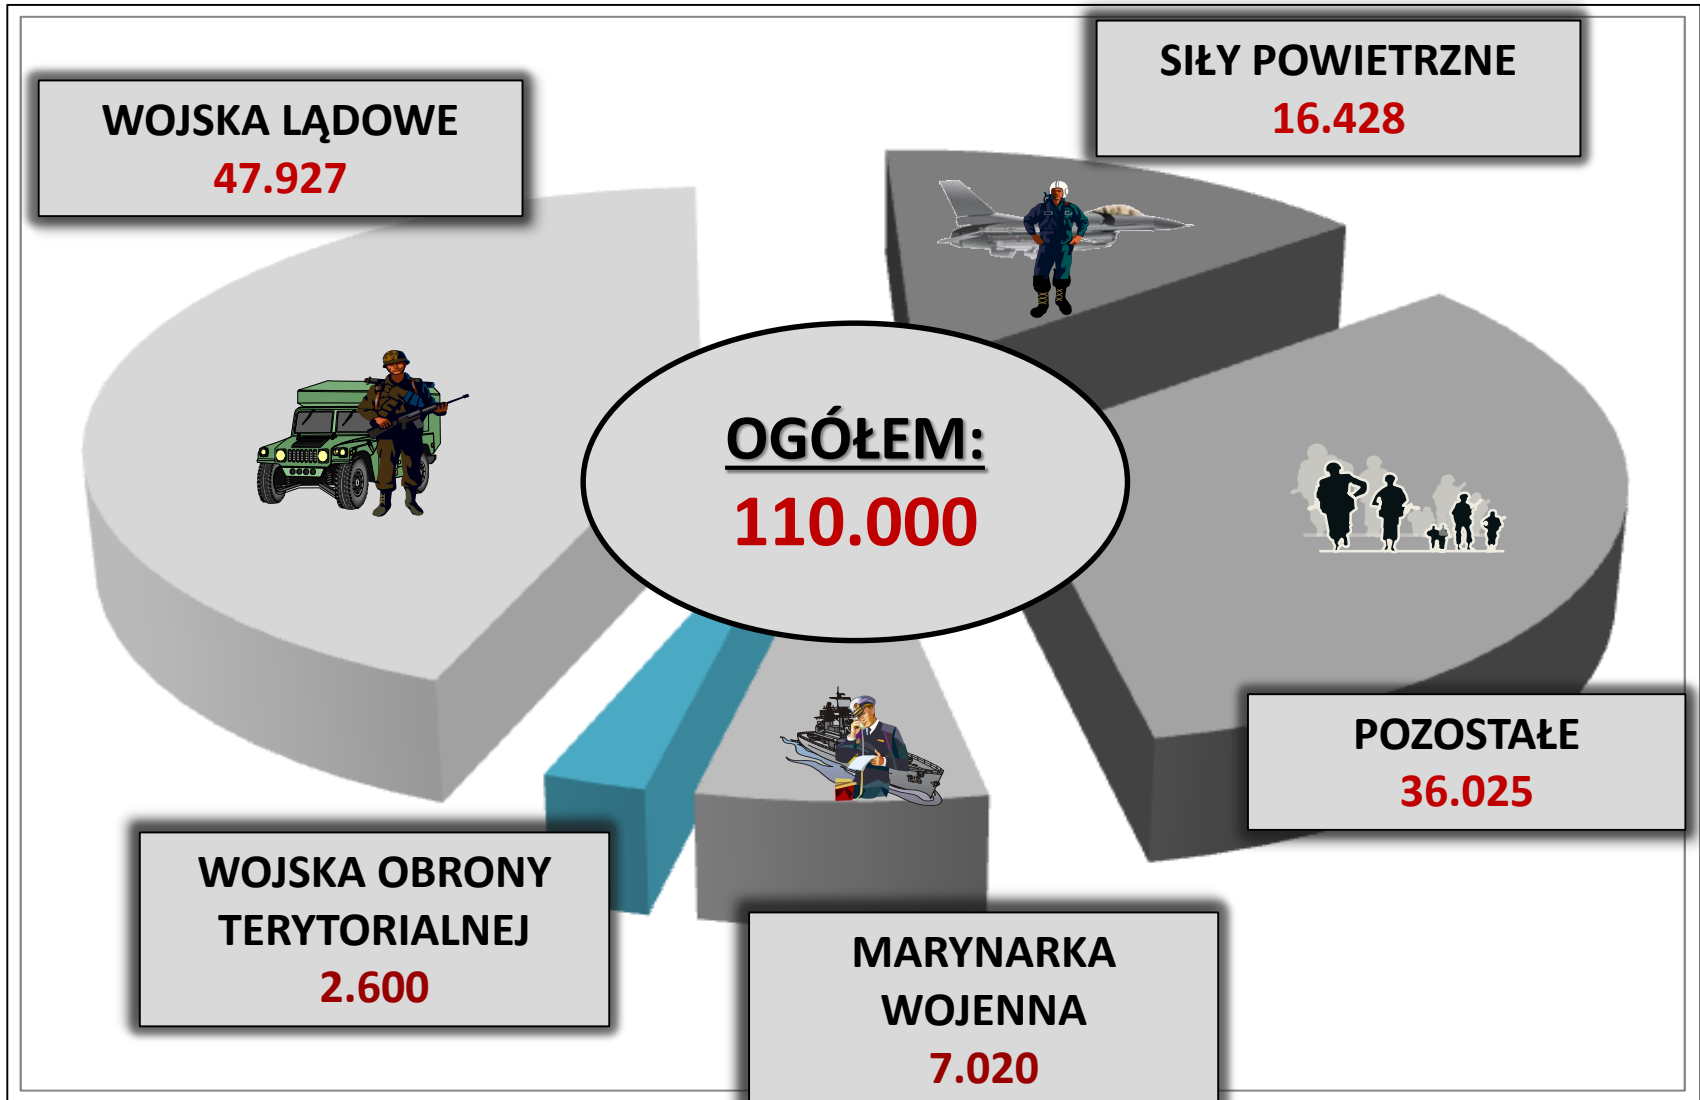 SIŁY POWIETRZNE
16.428
WOJSKA LĄDOWE
47.927
OGÓŁEM:
110.000
POZOSTAŁE
36.025
WOJSKA OBRONY
TERYTORIALNEJ
2.600
MARYNARKA
WOJENNA
7.020